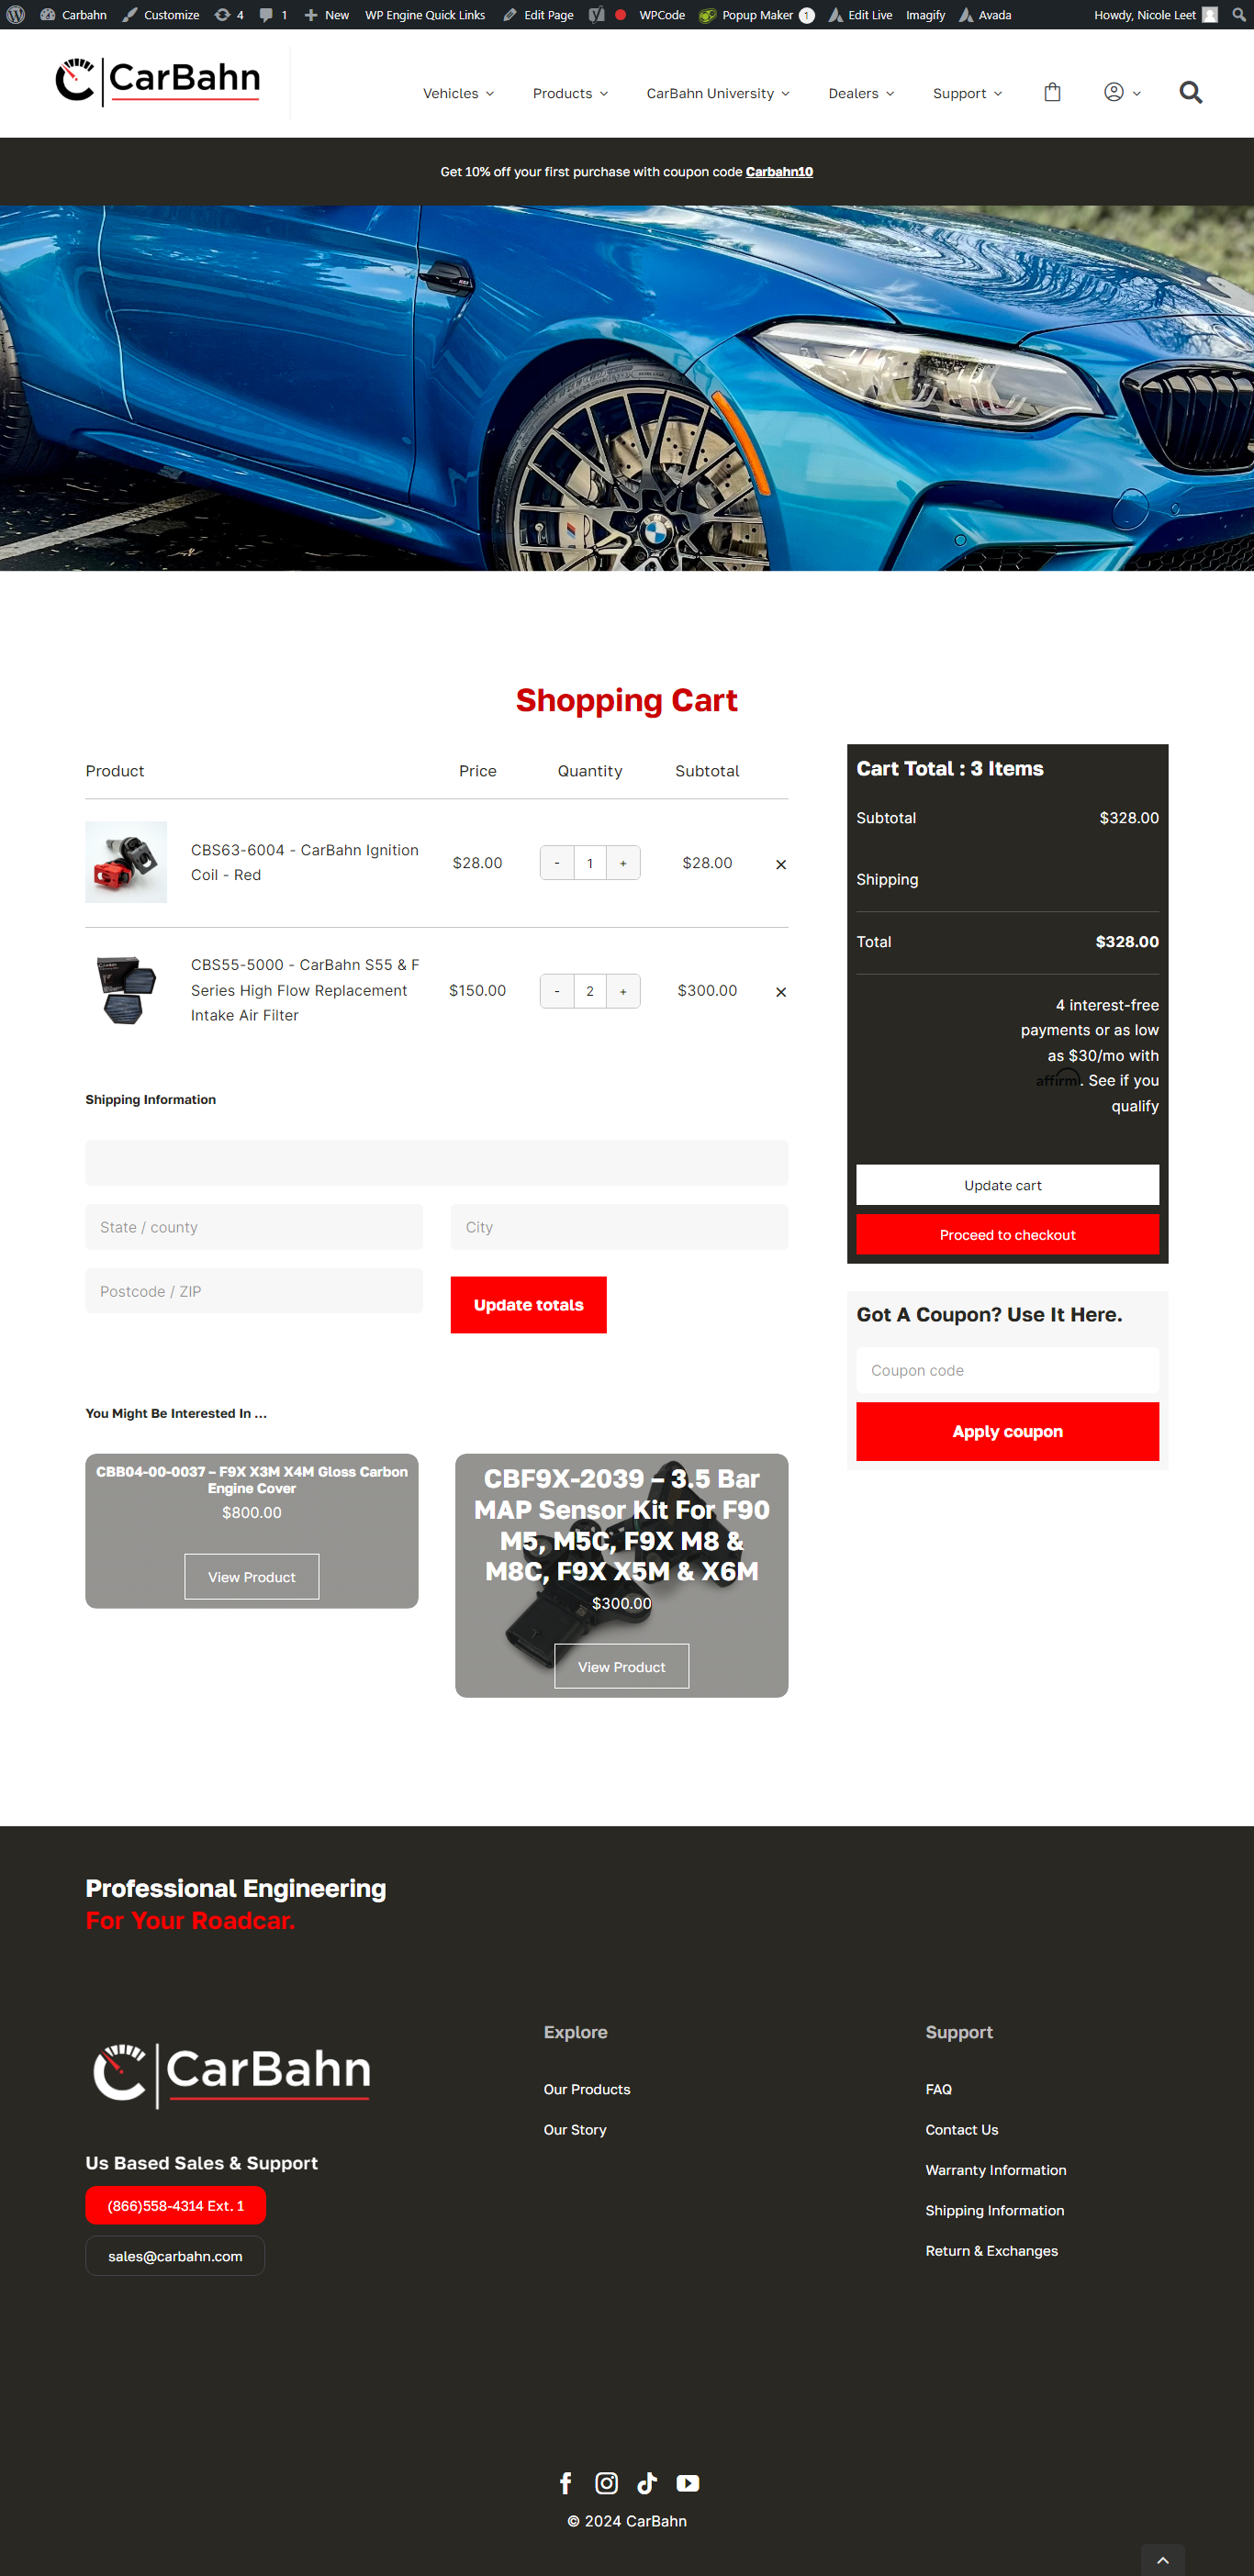 Carbahn
Customize
4
1
New
WP Engine Quick Links
Edit Page
WPCode
Popup Maker 1
Edit Live
Imagify
Avada
Howdy, Nicole Leet
CarBahn
Vehicles
Products
CarBahn University
Dealers
Support
Get 10% off your first purchase with coupon code Carbahn10
Shopping Cart
Product Price Quantity Subtotal
CBS63-6004 - CarBahn Ignition
Coil - Red
$28.00
- 1 +
$28.00
×
CBS55-5000 - CarBahn S55 & F
Series High Flow Replacement
Intake Air Filter
$150.00
- 2 +
$300.00
×
Shipping Information
State / county
City
Postcode / ZIP
Update totals
You Might Be Interested In ...
CBB04-00-0037 – F9X X3M X4M Gloss Carbon
Engine Cover
$800.00
View Product
CBF9X-2039 – 3.5 Bar
MAP Sensor Kit For F90
M5, M5C, F9X M8 &
M8C, F9X X5M & X6M
$300.00
View Product
Cart Total : 3 Items
Subtotal $328.00
Shipping
Total $328.00
4 interest-free
payments or as low
as $30/mo with
affirm. See if you
qualify
Update cart
Proceed to checkout
Got A Coupon? Use It Here.
Coupon code
Apply coupon
Professional Engineering
For Your Roadcar.
CarBahn
Us Based Sales & Support
(866)558-4314 Ext. 1
sales@carbahn.com
Explore
Our Products
Our Story
Support
FAQ
Contact Us
Warranty Information
Shipping Information
Return & Exchanges
© 2024 CarBahn